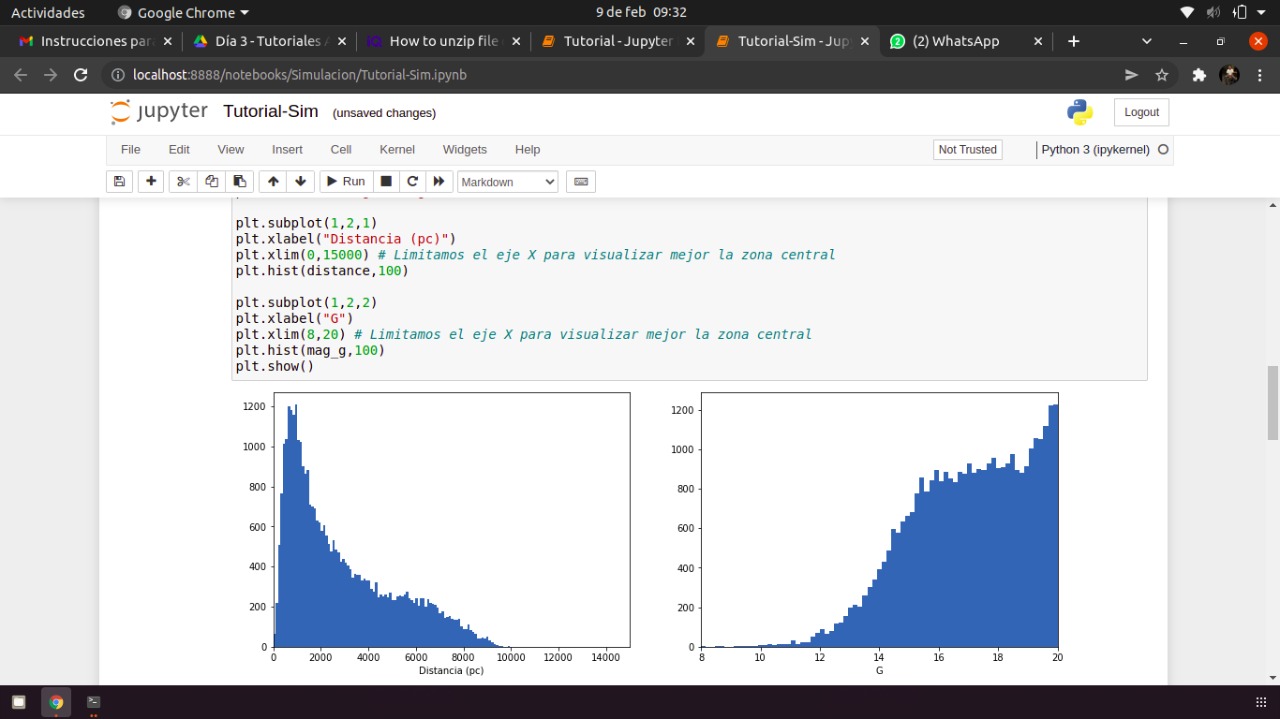 Actividades
Google Chrome
9 de feb 09:32
Instrucciones par
Día 3 - Tutoriales A
How to unzip file
Tutorial - Jupyter
Tutorial-Sim - Jup
(2) WhatsApp
localhost:8888/notebooks/Simulacion/Tutorial-Sim.ipynb
jupyter
Tutorial-Sim
(unsaved changes)
Logout
File Edit View Insert Cell Kernel Widgets Help
Not Trusted
Python 3 (ipykernel)
Run
Markdown
plt.subplot(1,2,1)
plt.xlabel("Distancia (pc)")
plt.xlim(0,15000) # Limitamos el eje X para visualizar mejor la zona central
plt.hist(distance,100)
plt.subplot(1,2,2)
plt.xlabel("G")
plt.xlim(8,20) # Limitamos el eje X para visualizar mejor la zona central
plt.hist(mag_g,100)
plt.show()
1200
1000
800
600
400
200
0
0 2000 4000 6000 8000 10000 12000 14000
Distancia (pc)
1200
1000
800
600
400
200
0
8 10 12 14 16 18 20
G